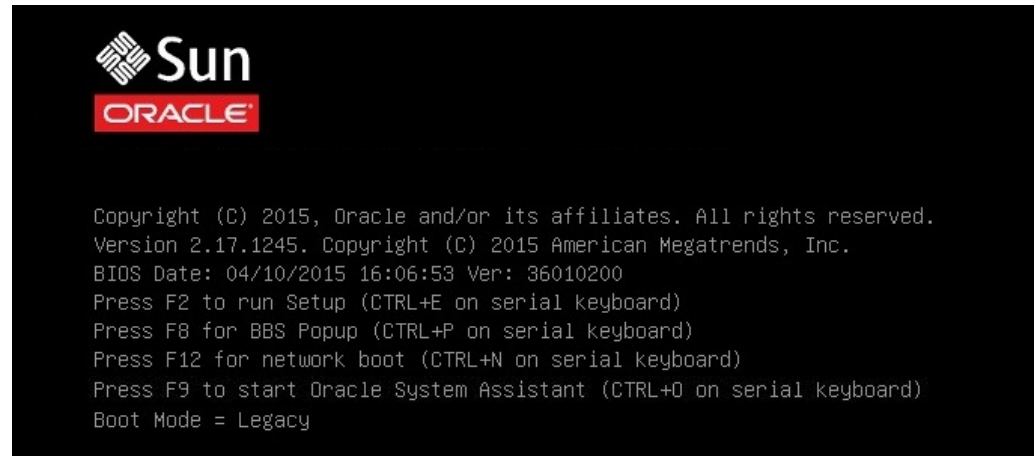 Sun
ORACLE
Copyright (C) 2015, Oracle and/or its affiliates. All rights reserved.
Version 2.17.1245. Copyright (C) 2015 American Megatrends, Inc.
BIOS Date: 04/10/2015 16:06:53 Ver: 36010200
Press F2 to run Setup (CTRL+E on serial keyboard)
Press F8 for BBS Popup (CTRL+P on serial keyboard)
Press F12 for network boot (CTRL+N on serial keyboard)
Press F9 to start Oracle System Assistant (CTRL+O on serial keyboard)
Boot Mode = Legacy